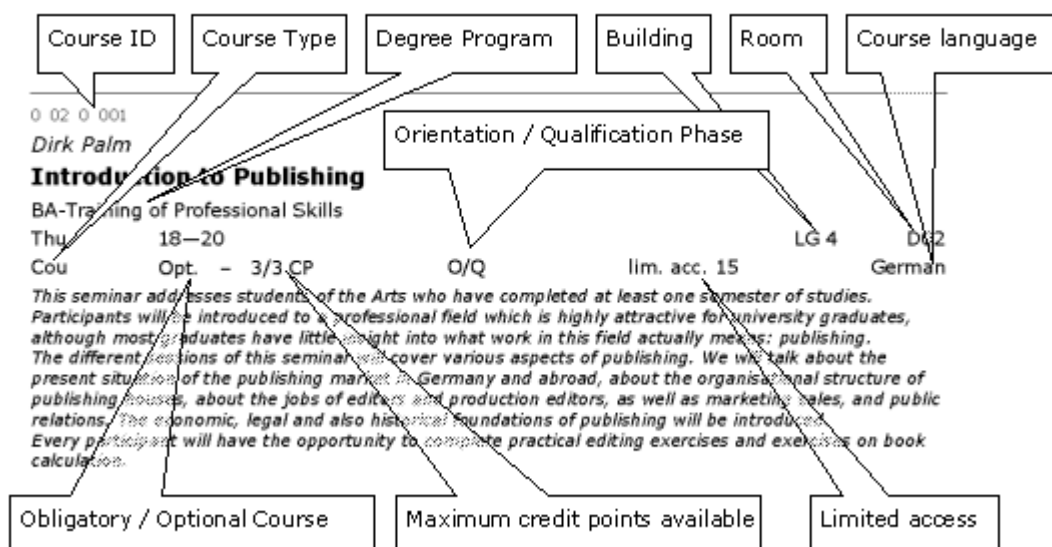 Course ID Course Type Degree Program Building Room Course language
0 02 0 001
Orientation / Qualification Phase
Dirk Palm
Introduction to Publishing
BA-Training of Professional Skills
Thu 18—20 LG 4 D02
Cou Opt. – 3/3 CP O/Q lim. acc. 15 German
This seminar addresses students of the Arts who have completed at least one semester of studies.
Participants will be introduced to a professional field which is highly attractive for university graduates,
although most graduates have little insight into what work in this field actually means: publishing.
The different sessions of this seminar will cover various aspects of publishing. We will talk about the
present situation of the publishing market in Germany and abroad, about the organisational structure of
publishing houses, about the jobs of editors and production editors, as well as marketing, sales, and public
relations. The economic, legal and also historical foundations of publishing will be introduced.
Every participant will have the opportunity to complete practical editing exercises and exercises on book
calculation.
Obligatory / Optional Course Maximum credit points available Limited access